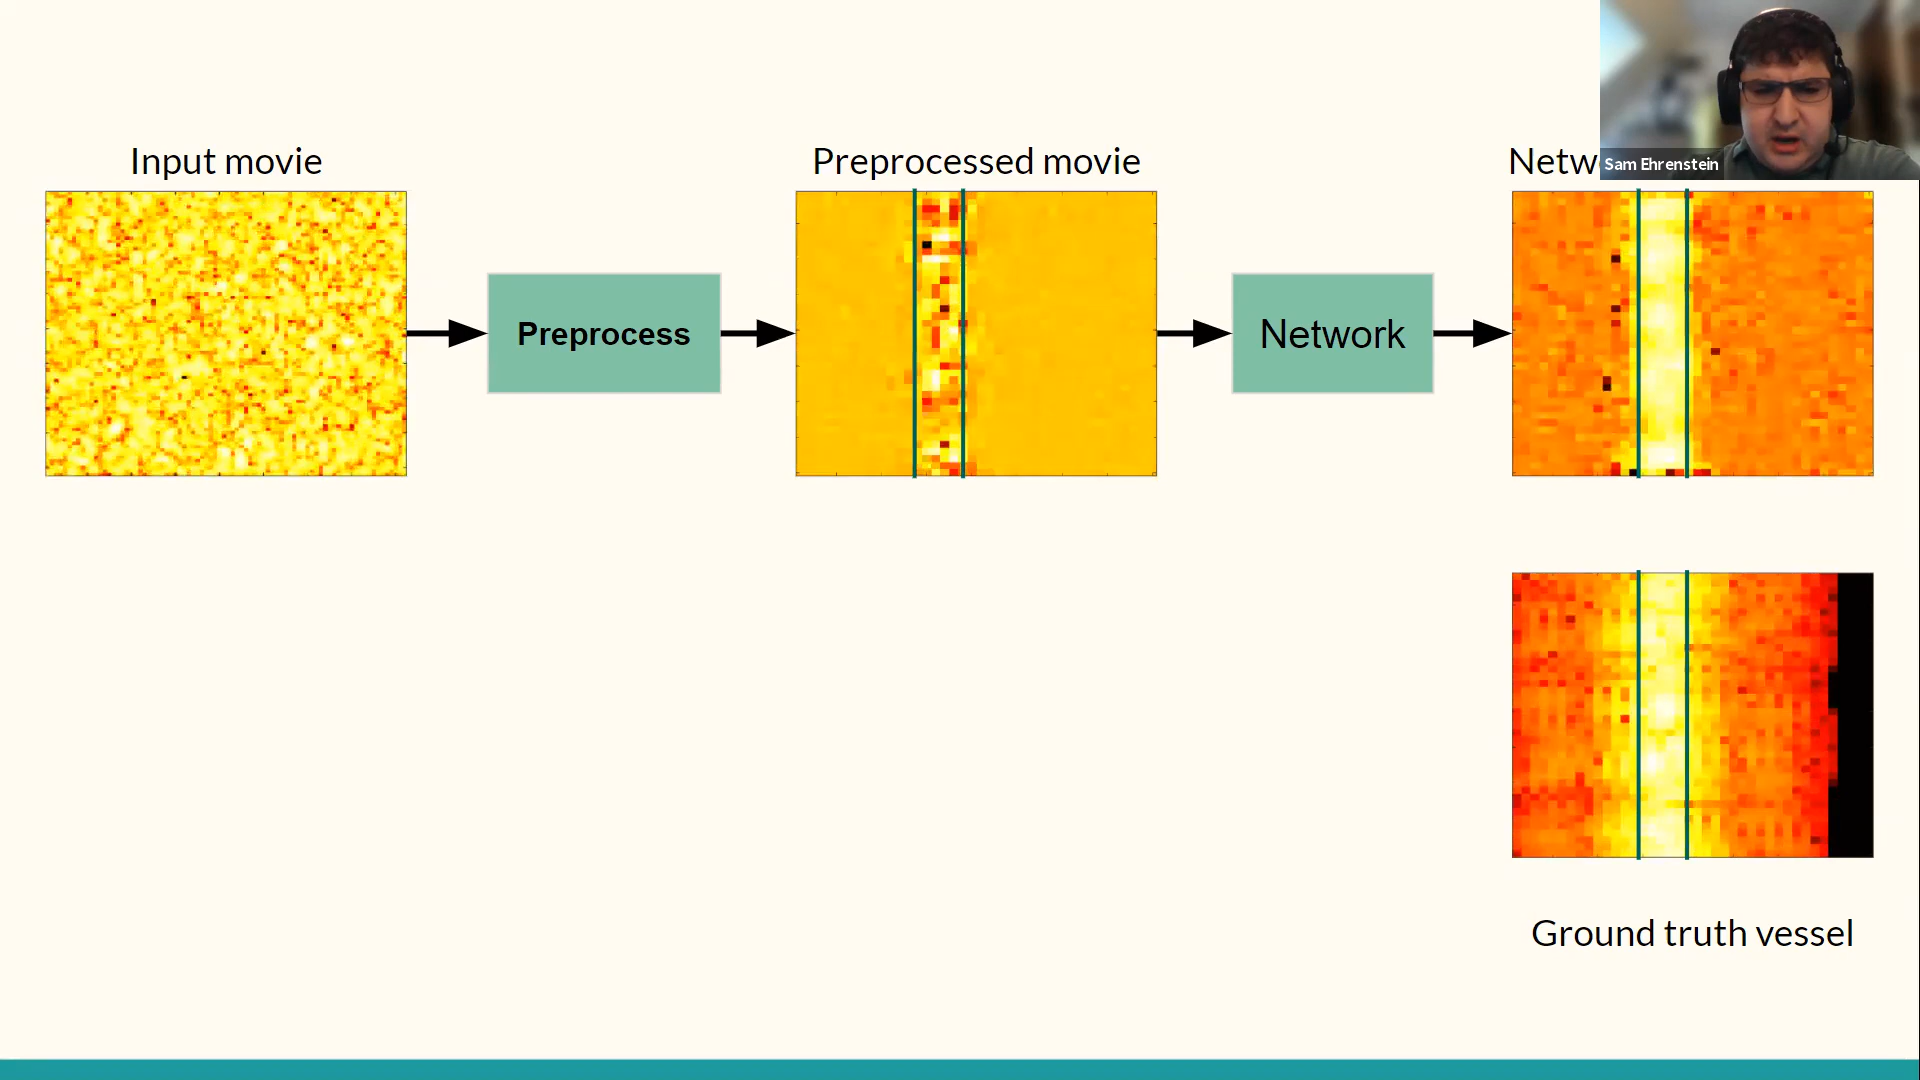 Input movie
Preprocessed movie
Netw
Sam Ehrenstein
Preprocess
Network
Ground truth vessel